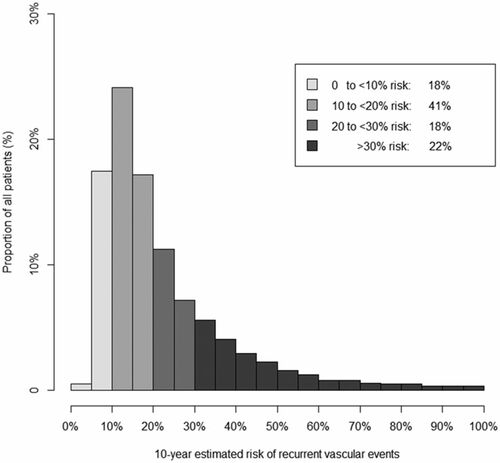 30%
20%
10%
0
Proportion of all patients (%)
0 to <10% risk: 18%
10 to <20% risk: 41%
20 to <30% risk: 18%
>30% risk: 22%
0% 10% 20% 30% 40% 50% 60% 70% 80% 90% 100%
10-year estimated risk of recurrent vascular events